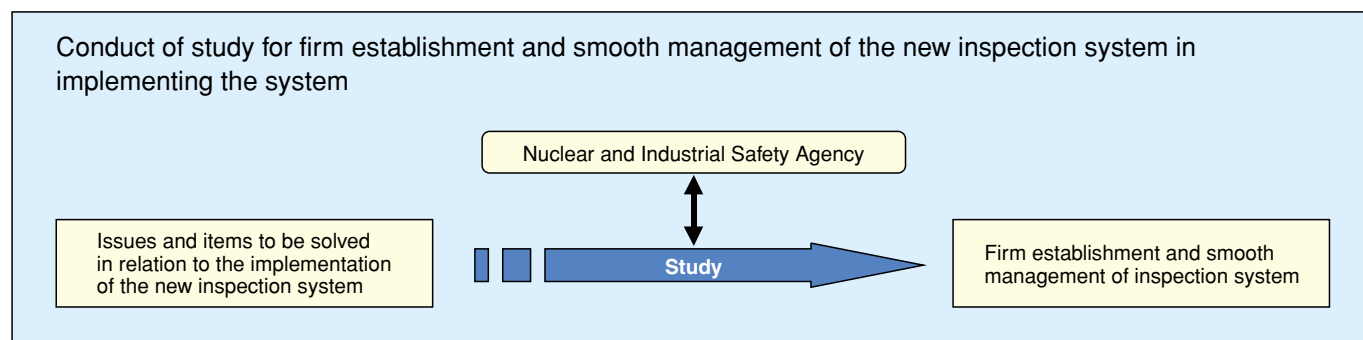 Conduct of study for firm establishment and smooth management of the new inspection system in
implementing the system
Nuclear and Industrial Safety Agency
Issues and items to be solved
in relation to the implementation
of the new inspection system
Study
Firm establishment and smooth
management of inspection system